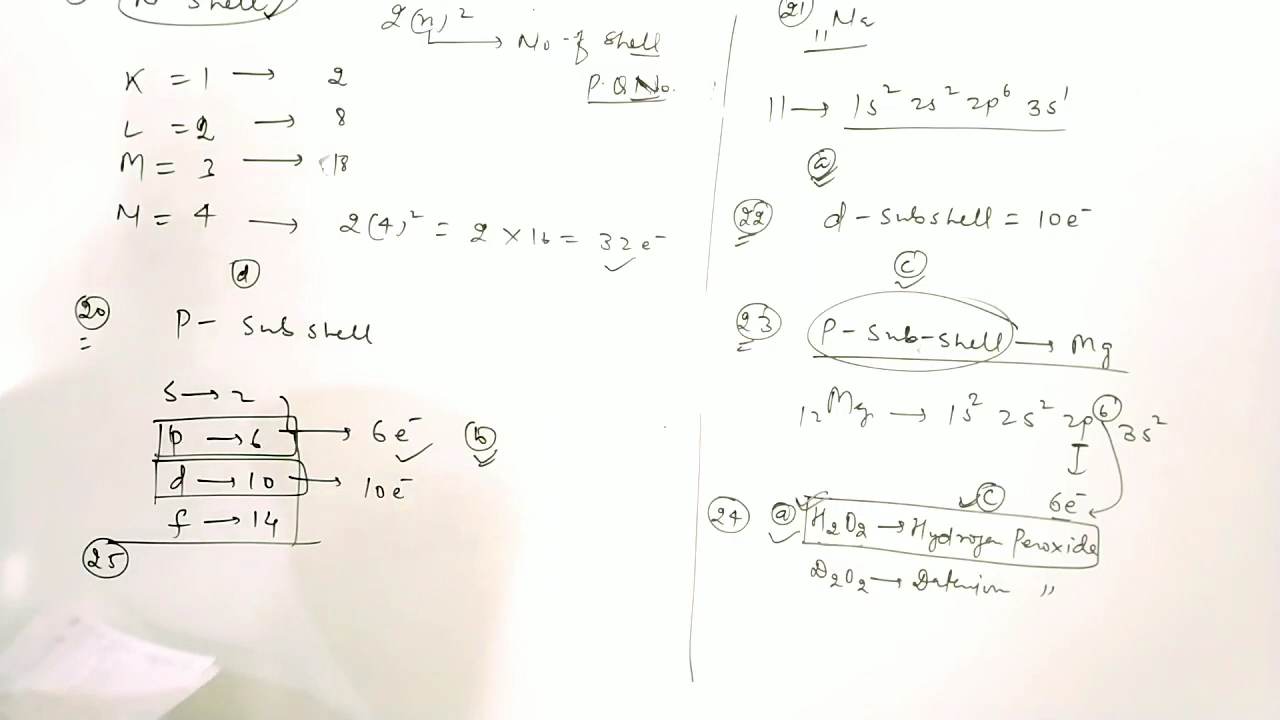 N-Shell
2(n)² → No of Shell
P.Q.No.
K = 1 → 2
L = 2 → 8
M = 3 → 18
N = 4 → 2(4)² = 2 × 16 = 32e⁻
(d)
(20) P - Subshell
S → 2
p → 6 → 6e⁻ (b)
d → 10 → 10e⁻
f → 14
(25)
(21) ₁₁Na
11 → 1s² 2s² 2p⁶ 3s¹
(a)
(22) d - Subshell = 10e⁻
(c)
(23) P - Sub-shell → Mg
₁₂Mg → 1s² 2s² 2p⁶ 3s²
6e⁻
(c)
(24) (a) H₂O₂ → Hydrogen Peroxide
D₂O₂ → "